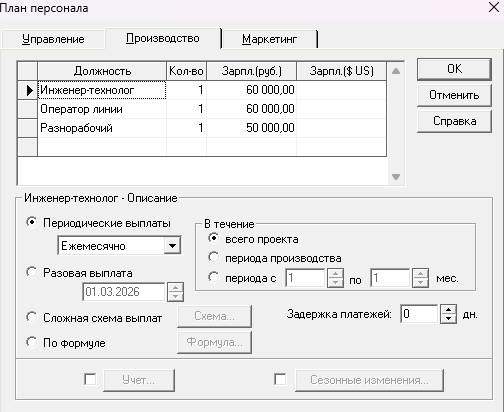 План персонала
Управление Производство Маркетинг
Должность Кол-во Зарпл.(руб.) Зарпл.($ US)
Инженер-технолог 1 60 000,00
Оператор линии 1 60 000,00
Разнорабочий 1 50 000,00
OK
Отменить
Справка
Инженер-технолог - Описание
Периодические выплаты
Ежемесячно
Разовая выплата
01.03.2026
Сложная схема выплат Схема...
По формуле Формула...
В течение
всего проекта
периода производства
периода с 1 по 1 мес.
Задержка платежей: 0 дн.
Учет... Сезонные изменения...